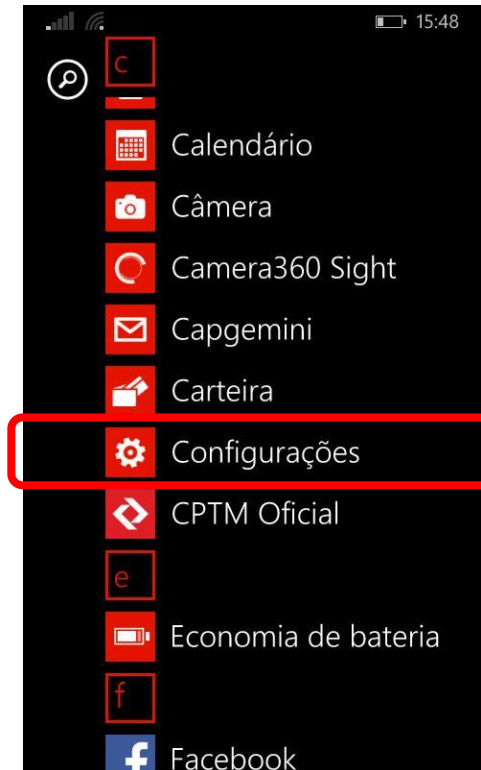 15:48
c
Calendário
Câmera
Camera360 Sight
Capgemini
Carteira
Configurações
CPTM Oficial
e
Economia de bateria
f
Facebook